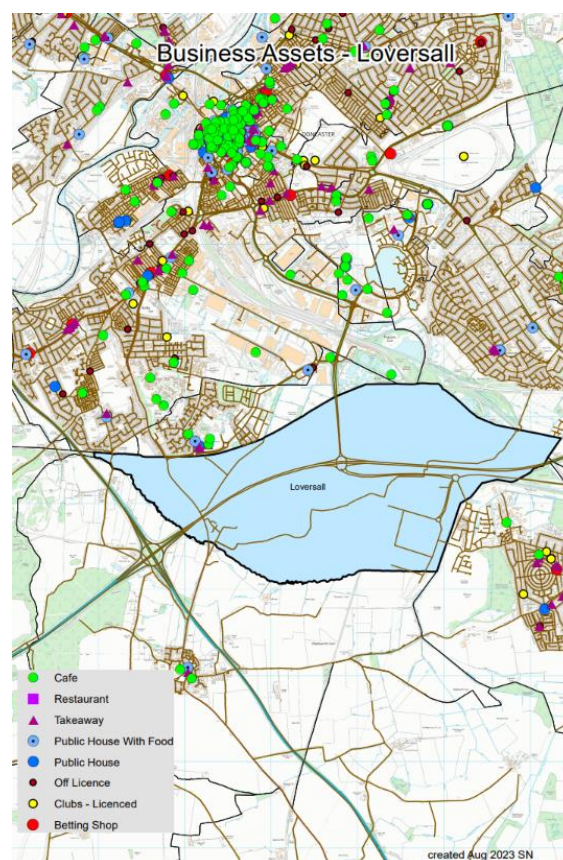 Business Assets - Loversall
DONCASTER
Loversall
Cafe
Restaurant
Takeaway
Public House With Food
Public House
Off Licence
Clubs - Licenced
Betting Shop
created Aug 2023 SN